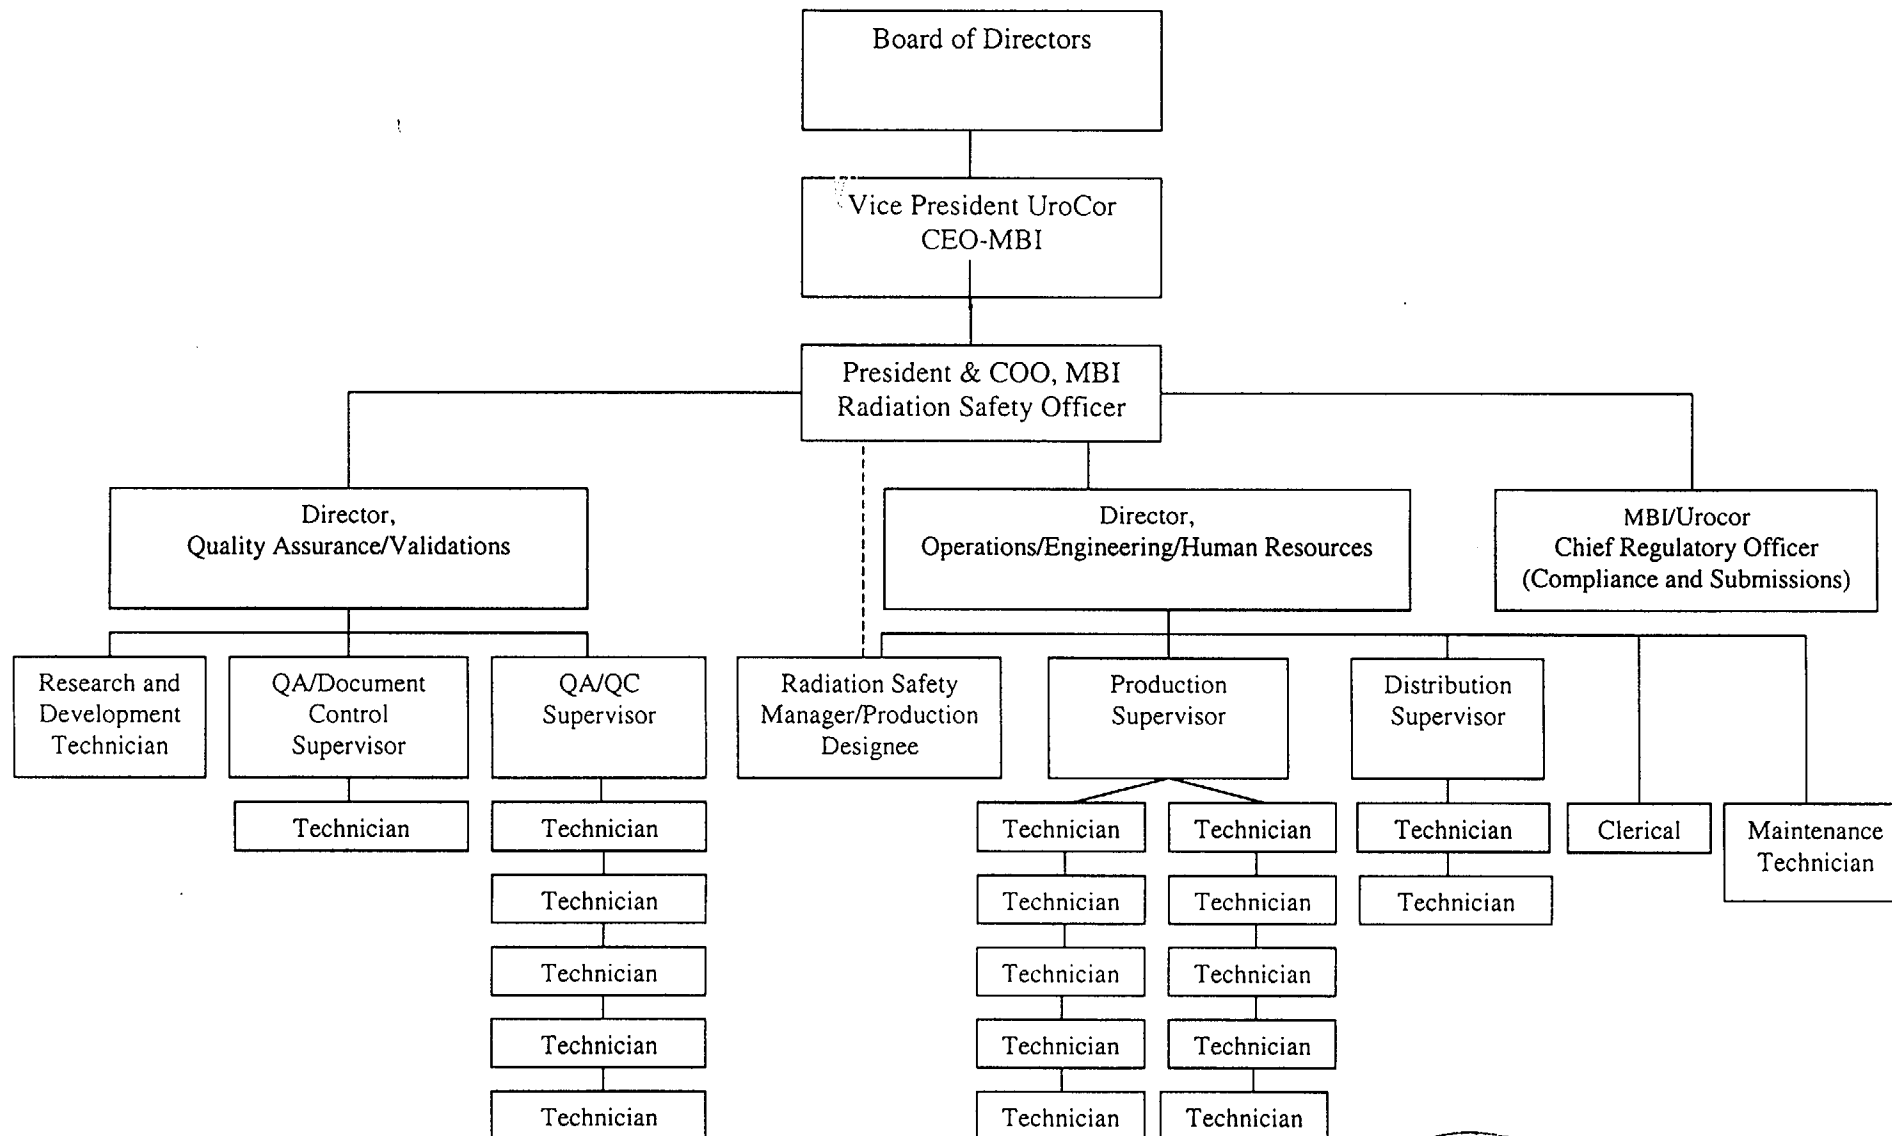 Board of Directors
Vice President UroCor
CEO-MBI
President & COO, MBI
Radiation Safety Officer
Director,
Quality Assurance/Validations
Director,
Operations/Engineering/Human Resources
MBI/Urocor
Chief Regulatory Officer
(Compliance and Submissions)
Research and
Development
Technician
QA/Document
Control
Supervisor
QA/QC
Supervisor
Radiation Safety
Manager/Production
Designee
Production
Supervisor
Distribution
Supervisor
Technician
Technician
Technician
Technician
Technician
Clerical
Maintenance
Technician
Technician
Technician
Technician
Technician
Technician
Technician
Technician
Technician
Technician
Technician
Technician
Technician
Technician